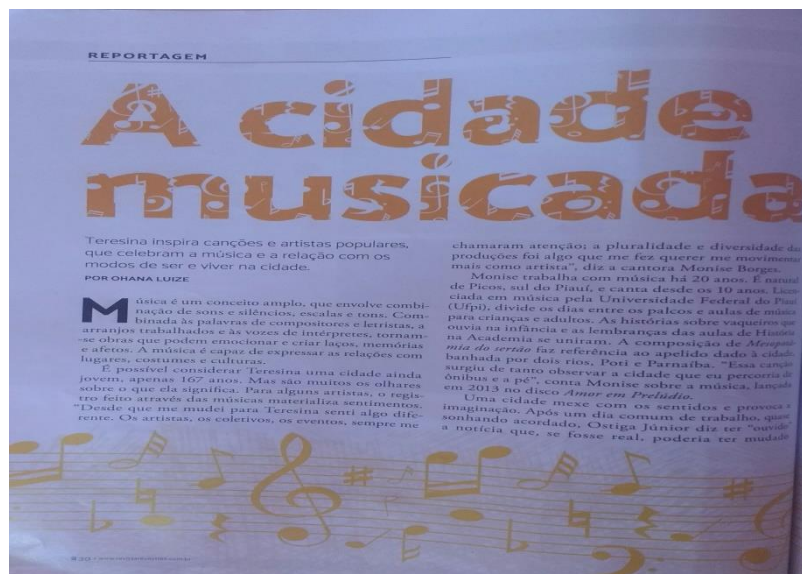 REPORTAGEM
A cidade
musicada
Teresina inspira canções e artistas populares,
que celebram a música e a relação com os
modos de ser e viver na cidade.
POR OHANA LUIZE
Música é um conceito amplo, que envolve combi-
nação de sons e silêncios, escalas e tons. Com-
binada às palavras de compositores e letristas, a
arranjos trabalhados e às vozes de intérpretes, tornam-
-se obras que podem emocionar e criar laços, memórias
e afetos. A música é capaz de expressar as relações com
lugares, costumes e culturas.
É possível considerar Teresina uma cidade ainda
jovem, apenas 167 anos. Mas são muitos os olhares
sobre o que ela significa. Para alguns artistas, o regis-
tro feito através das músicas materializa sentimentos.
"Desde que me mudei para Teresina senti algo dife-
rente. Os artistas, os coletivos, os eventos, sempre me
chamaram atenção; a pluralidade e diversidade das
produções foi algo que me fez querer me movimentar
mais como artista", diz a cantora Monise Borges.
Monise trabalha com música há 20 anos. É natural
de Picos, sul do Piauí, e canta desde os 10 anos. Licen-
ciada em música pela Universidade Federal do Piauí
(Ufpi), divide os dias entre os palcos e aulas de música
para crianças e adultos. As histórias sobre vaqueiros que
ouvia na infância e as lembranças das aulas de História
na Academia se uniram. A composição de Mesopotâ-
mia do sertão faz referência ao apelido dado à cidade,
banhada por dois rios, Poti e Parnaíba. "Essa canção
surgiu de tanto observar a cidade que eu percorria de
ônibus e a pé", conta Monise sobre a música, lançada
em 2013 no disco Amor em Prelúdio.
Uma cidade mexe com os sentidos e provoca a
imaginação. Após um dia comum de trabalho, quase
sonhando acordado, Ostiga Júnior diz ter "ouvido"
a notícia que, se fosse real, poderia ter mudado